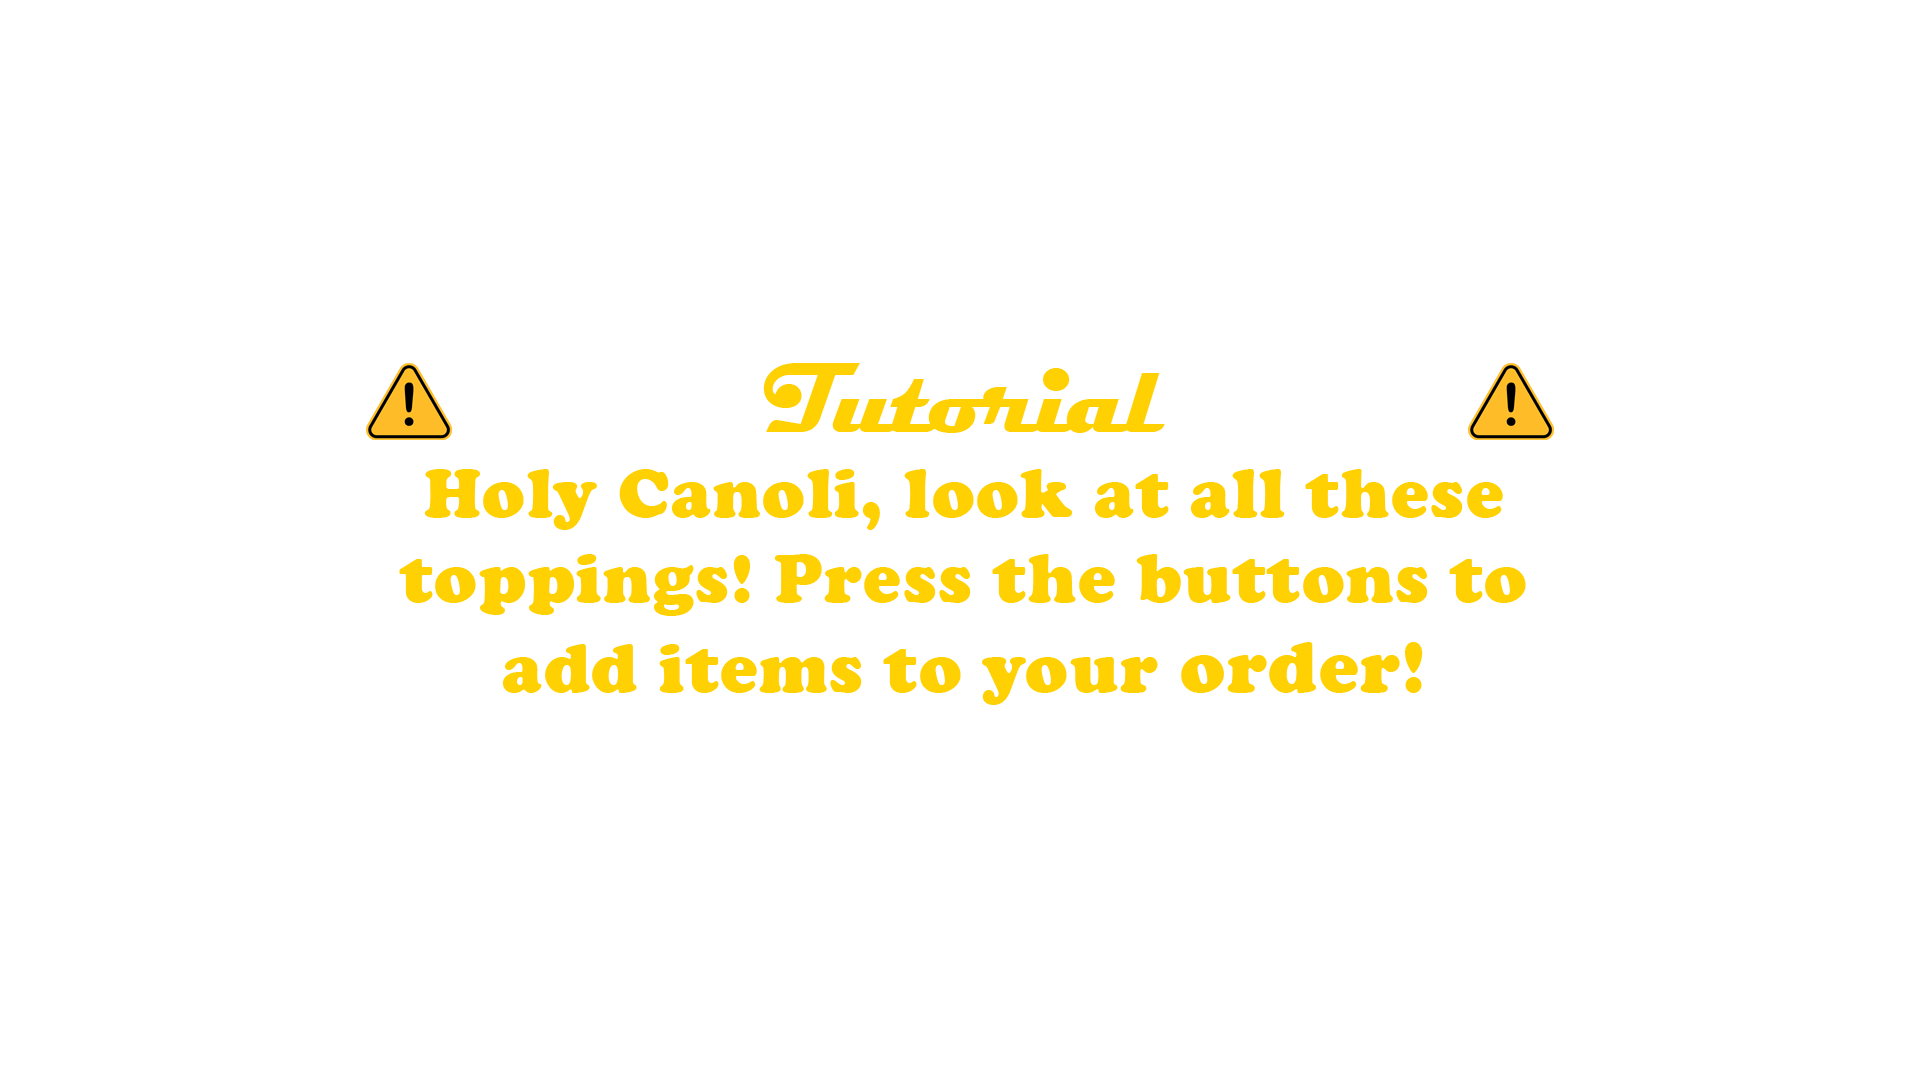 Tutorial
Holy Canoli, look at all these
toppings! Press the buttons to
add items to your order!